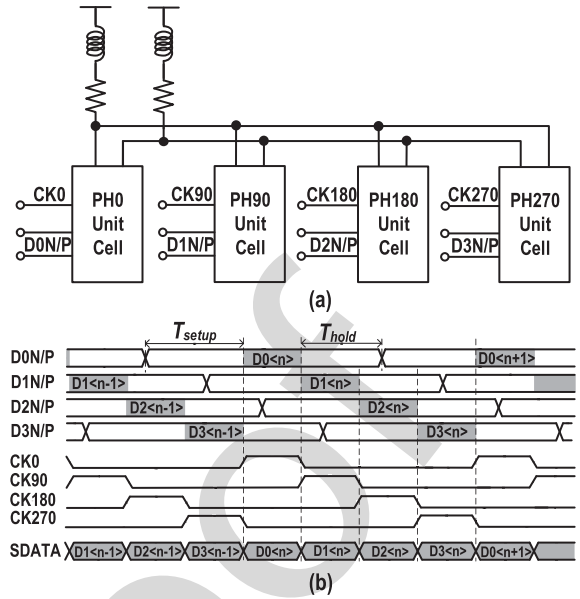 CK0 PH0 Unit Cell D0N/P
CK90 PH90 Unit Cell D1N/P
CK180 PH180 Unit Cell D2N/P
CK270 PH270 Unit Cell D3N/P
(a)
Tsetup Thold
D0N/P D0<n> D0<n+1>
D1N/P D1<n-1> D1<n>
D2N/P D2<n-1> D2<n>
D3N/P D3<n-1> D3<n>
CK0
CK90
CK180
CK270
SDATA D1<n-1> D2<n-1> D3<n-1> D0<n> D1<n> D2<n> D3<n> D0<n+1>
(b)